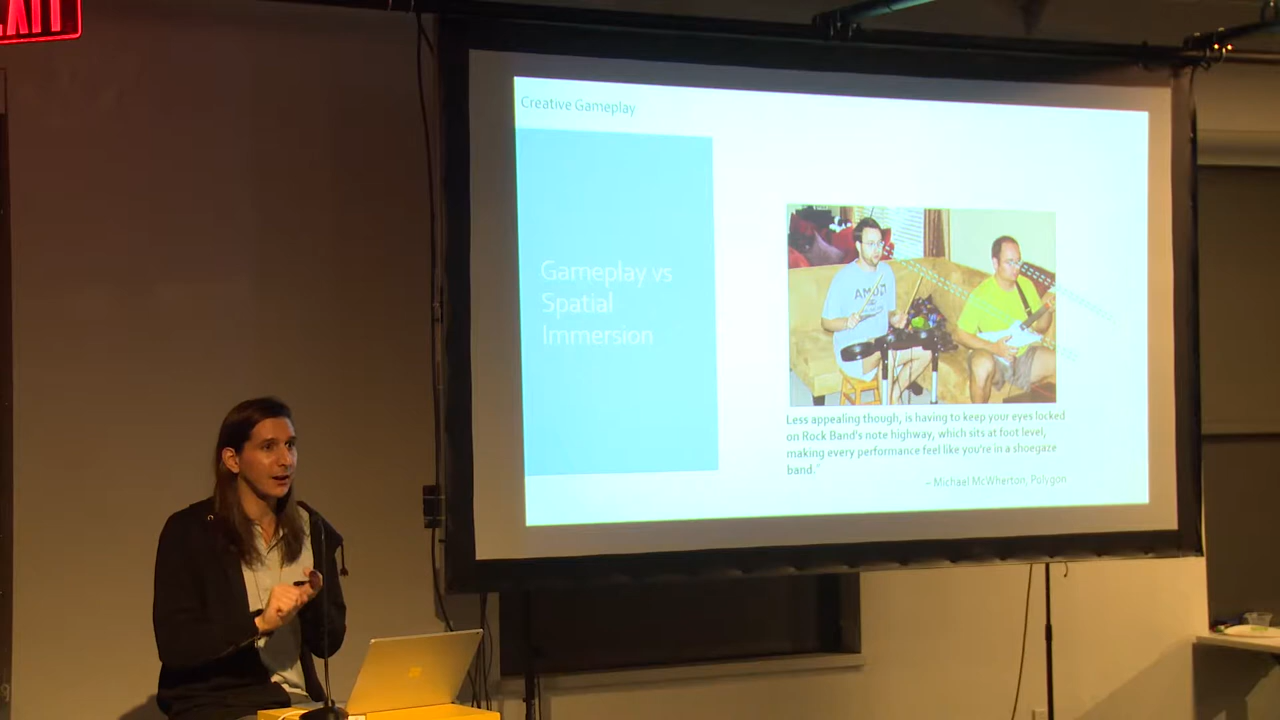 EXIT
Creative Gameplay
Gameplay vs
Spatial
Immersion
Less appealing though, is having to keep your eyes locked
on Rock Band's note highway, which sits at foot level,
making every performance feel like you're in a shoegaze
band."
– Michael McWherton, Polygon